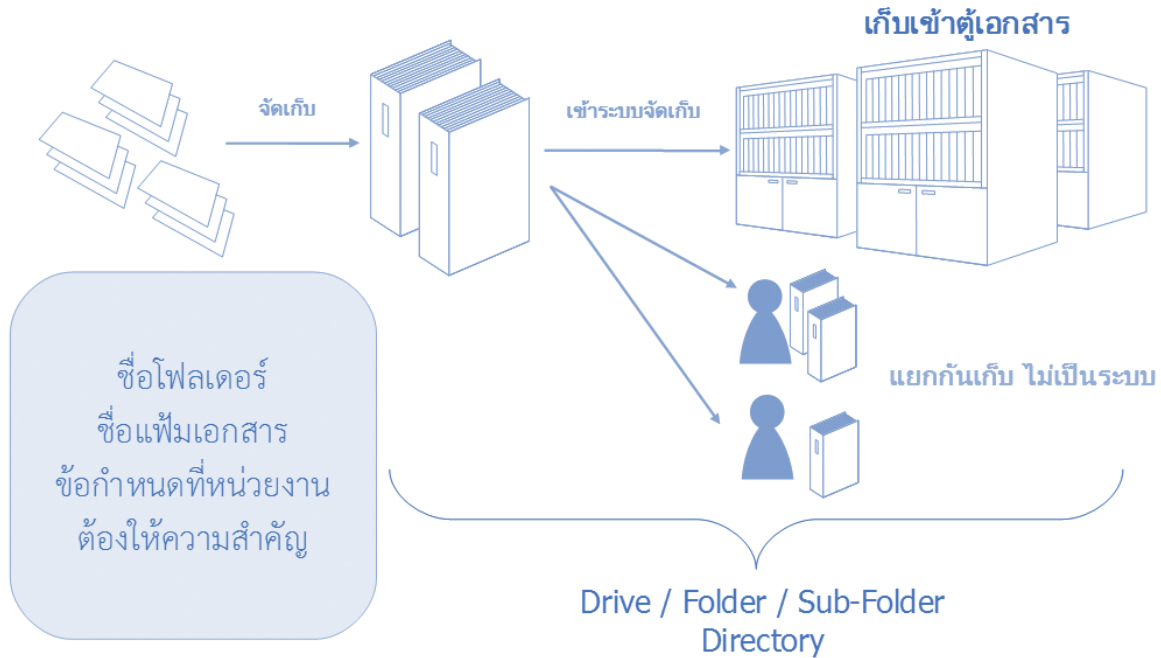 เก็บเข้าตู้เอกสาร
จัดเก็บ
เข้าระบบจัดเก็บ
แยกกันเก็บ ไม่เป็นระบบ
ชื่อโฟลเดอร์
ชื่อแฟ้มเอกสาร
ข้อกำหนดที่หน่วยงาน
ต้องให้ความสำคัญ
Drive / Folder / Sub-Folder
Directory